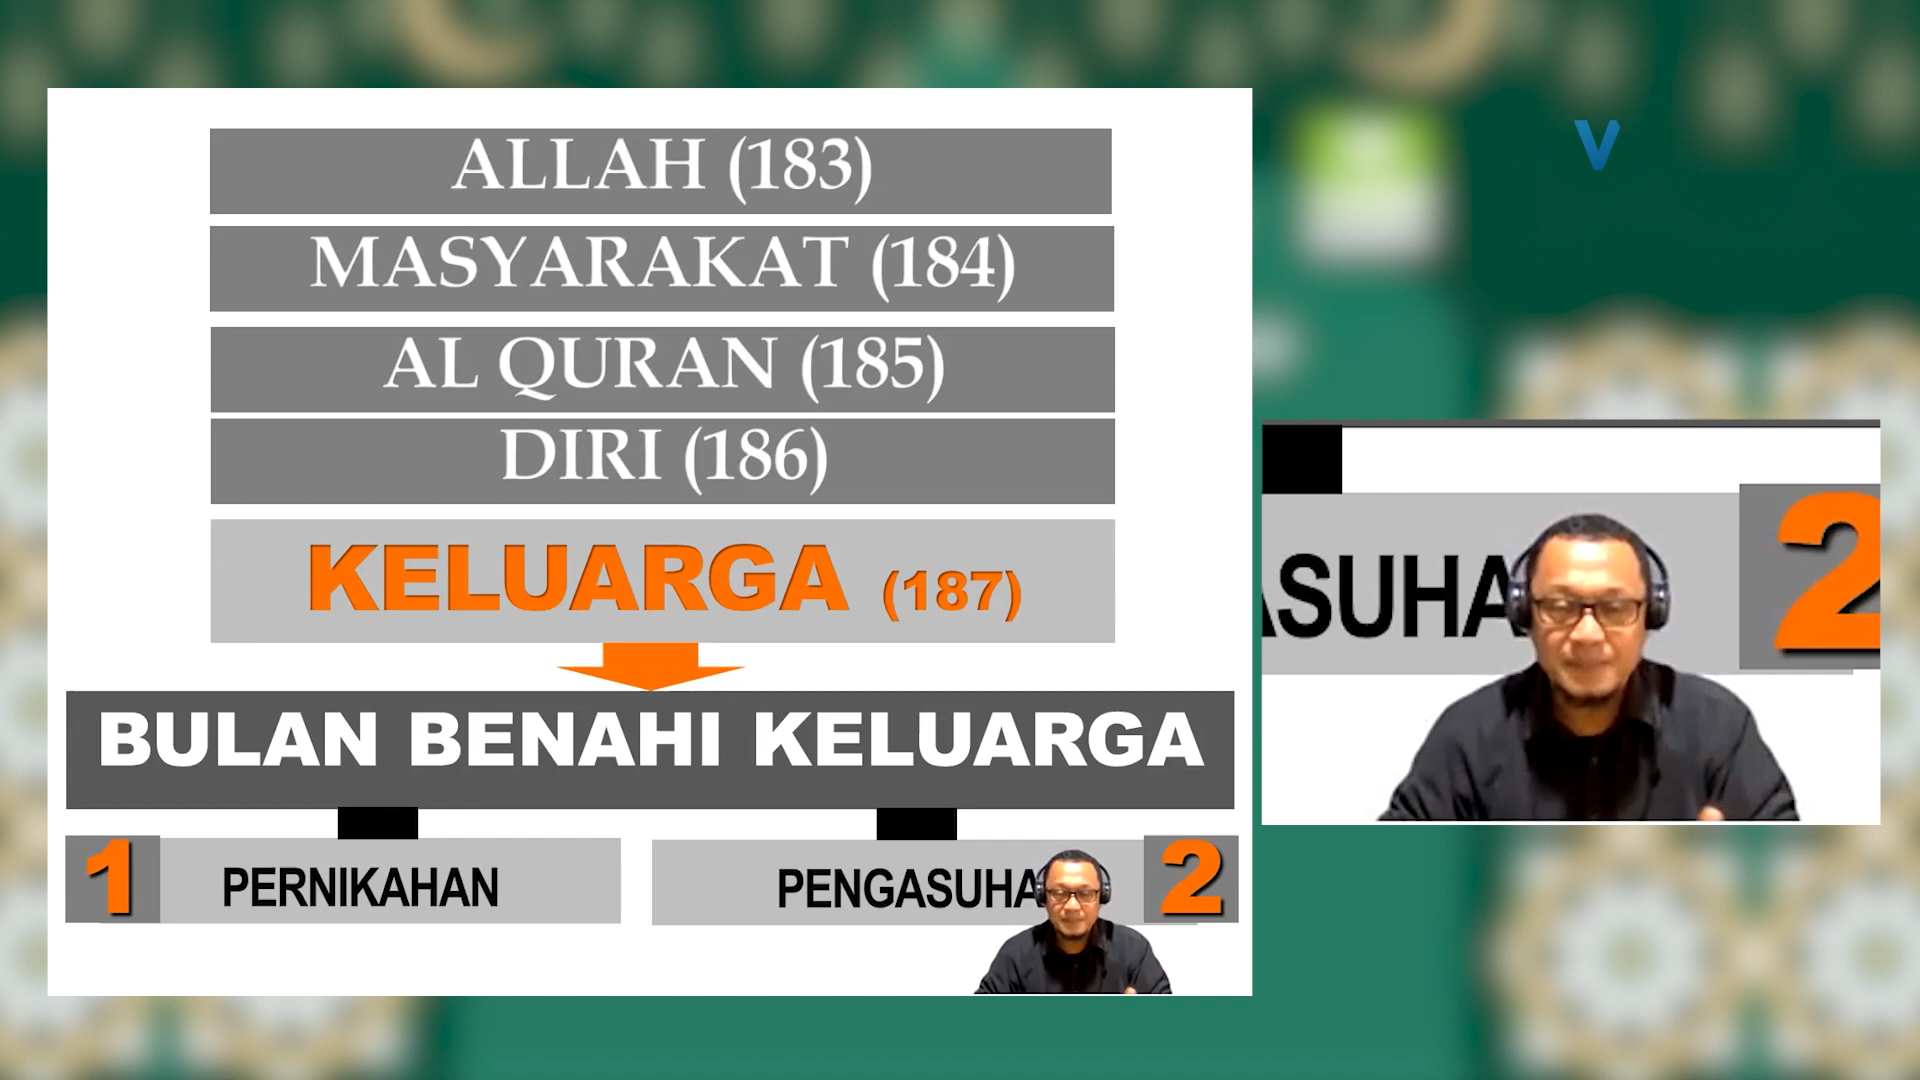 ALLAH (183)
MASYARAKAT (184)
AL QURAN (185)
DIRI (186)
KELUARGA (187)
BULAN BENAHI KELUARGA
1 PERNIKAHAN
PENGASUHA 2
V
ASUHA 2